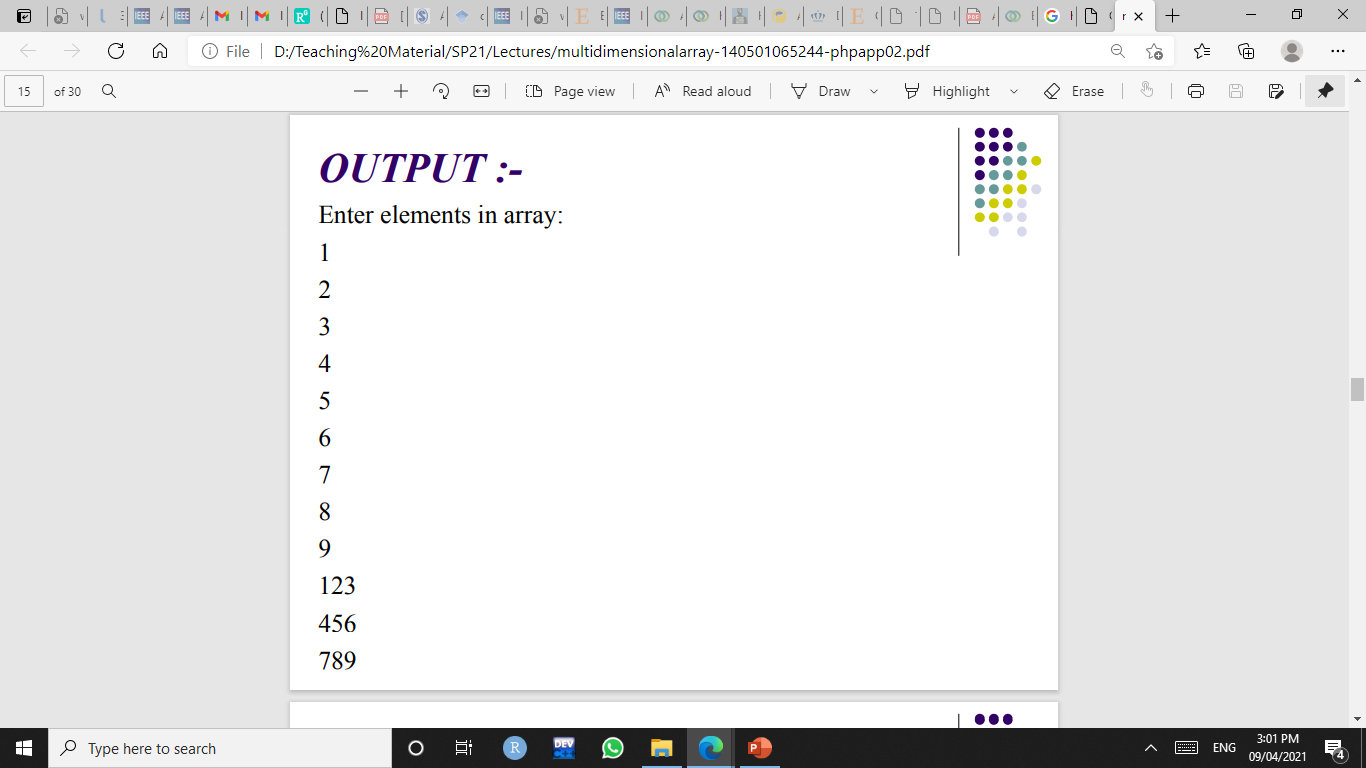 File
D:/Teaching%20Material/SP21/Lectures/multidimensionalarray-140501065244-phpapp02.pdf
15 of 30
Page view
Read aloud
Draw
Highlight
Erase
OUTPUT :-
Enter elements in array:
1
2
3
4
5
6
7
8
9
123
456
789
Type here to search
R
DEV
ENG
3:01 PM
09/04/2021
4